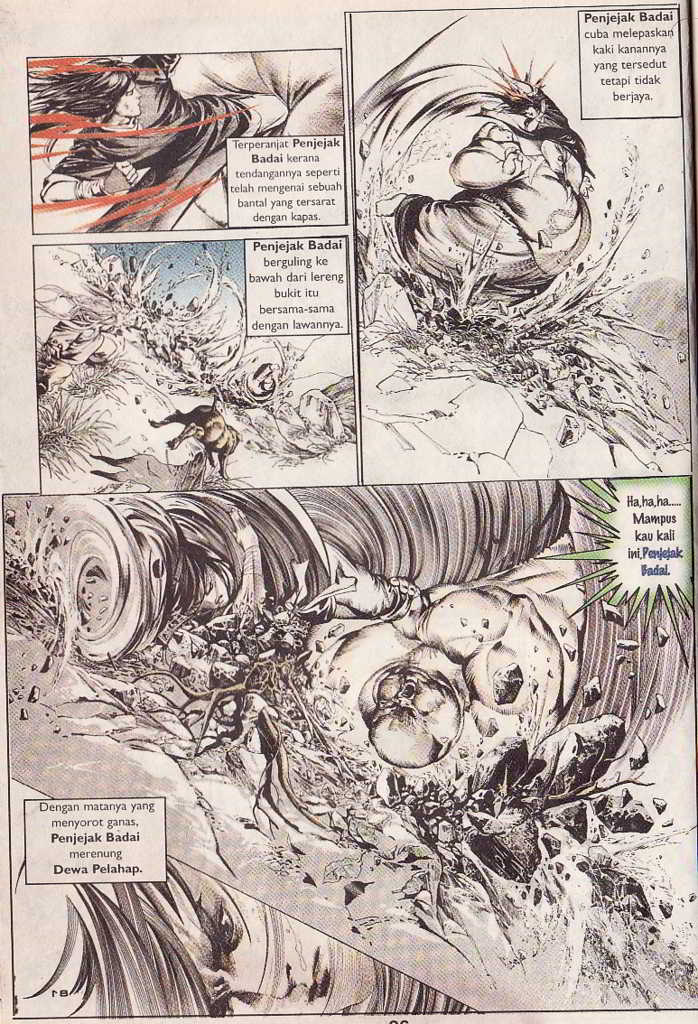 Terperanjat Penjejak
Badai kerana
tendangannya seperti
telah mengenai sebuah
bantal yang tersarat
dengan kapas.
Penjejak Badai
cuba melepaskan
kaki kanannya
yang tersedut
tetapi tidak
berjaya.
Penjejak Badai
berguling ke
bawah dari lereng
bukit itu
bersama-sama
dengan lawannya.
Ha,ha,ha.....
Mampus
kau kali
ini,Penjejak
Badai.
Dengan matanya yang
menyorot ganas,
Penjejak Badai
merenung
Dewa Pelahap.